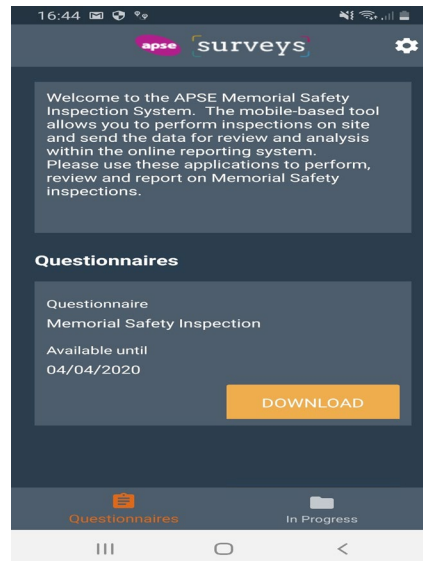 16:44
apse surveys
Welcome to the APSE Memorial Safety
Inspection System. The mobile-based tool
allows you to perform inspections on site
and send the data for review and analysis
within the online reporting system.
Please use these applications to perform,
review and report on Memorial Safety
inspections.
Questionnaires
Questionnaire
Memorial Safety Inspection
Available until
04/04/2020
DOWNLOAD
Questionnaires In Progress